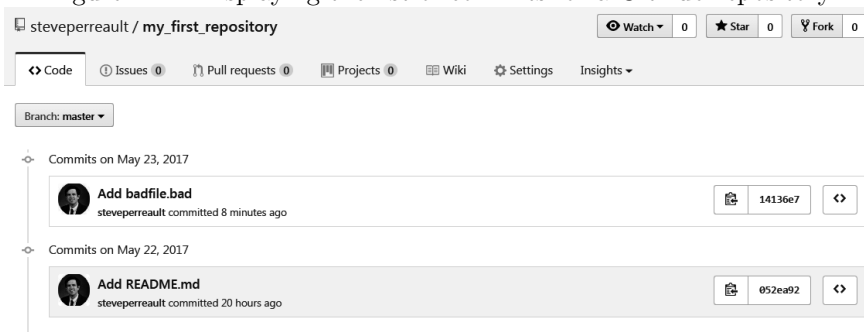 steveperreault / my_first_repository
Watch 0 Star 0 Fork 0
Code Issues 0 Pull requests 0 Projects 0 Wiki Settings Insights
Branch: master
Commits on May 23, 2017
Add badfile.bad
steveperreault committed 8 minutes ago
14136e7
Commits on May 22, 2017
Add README.md
steveperreault committed 20 hours ago
052ea92